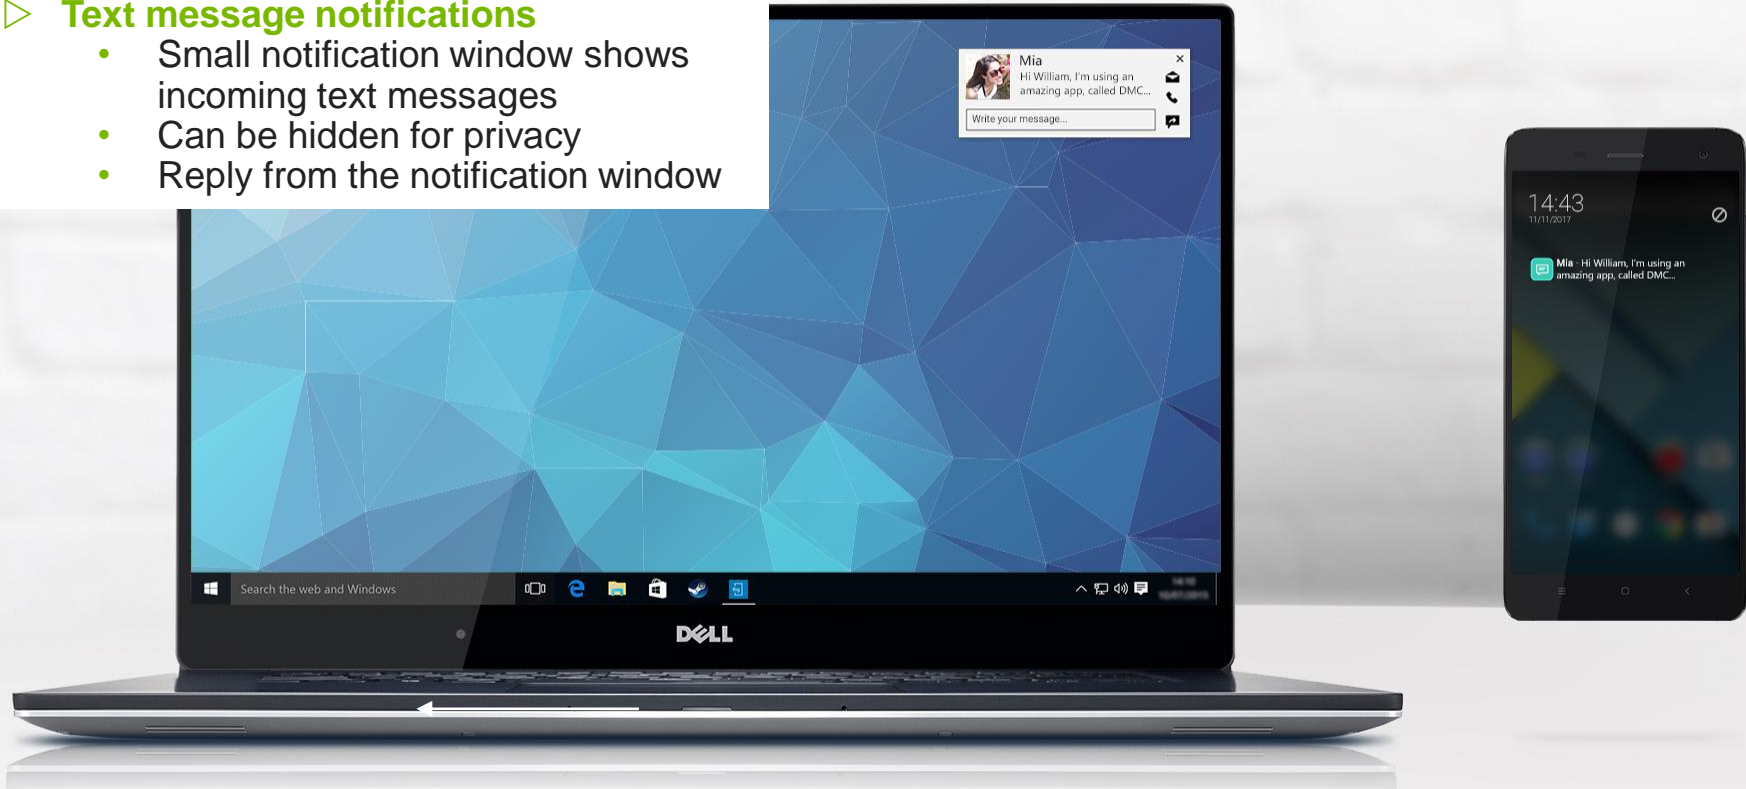 Text message notifications
• Small notification window shows
incoming text messages
• Can be hidden for privacy
• Reply from the notification window
Mia
Hi William, I'm using an
amazing app, called DMC...
Write your message...
14:43
11/11/2017
Mia - Hi William, I'm using an
amazing app, called DMC...
Search the web and Windows
DELL